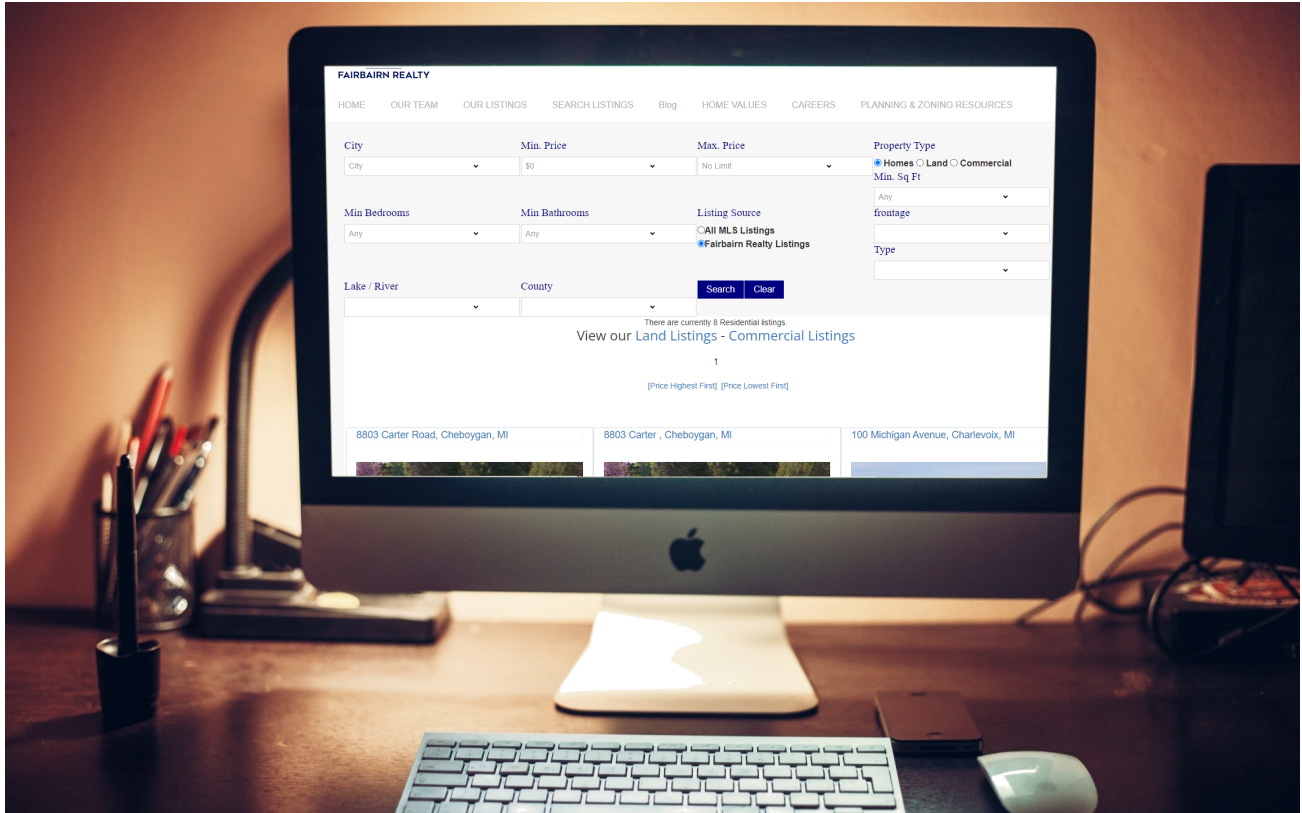 FAIRBAIRN REALTY
HOME OUR TEAM OUR LISTINGS SEARCH LISTINGS Blog HOME VALUES CAREERS PLANNING & ZONING RESOURCES
City Min. Price Max. Price Property Type
City $0 No Limit Homes Land Commercial
Min. Sq Ft
Any
Min Bedrooms Min Bathrooms Listing Source frontage
Any Any All MLS Listings
Fairbairn Realty Listings
Type
Lake / River County Search Clear
There are currently 8 Residential listings.
View our Land Listings - Commercial Listings
1
[Price Highest First] [Price Lowest First]
8803 Carter Road, Cheboygan, MI 8803 Carter , Cheboygan, MI 100 Michigan Avenue, Charlevoix, MI